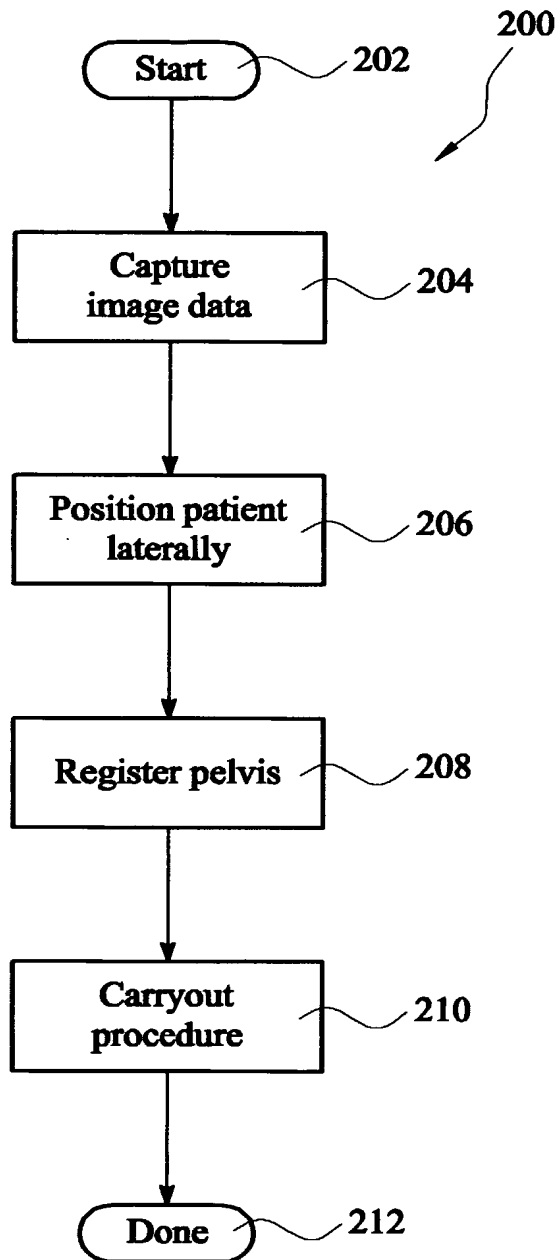 200
Start
202
Capture
image data
204
Position patient
laterally
206
Register pelvis
208
Carryout
procedure
210
Done
212